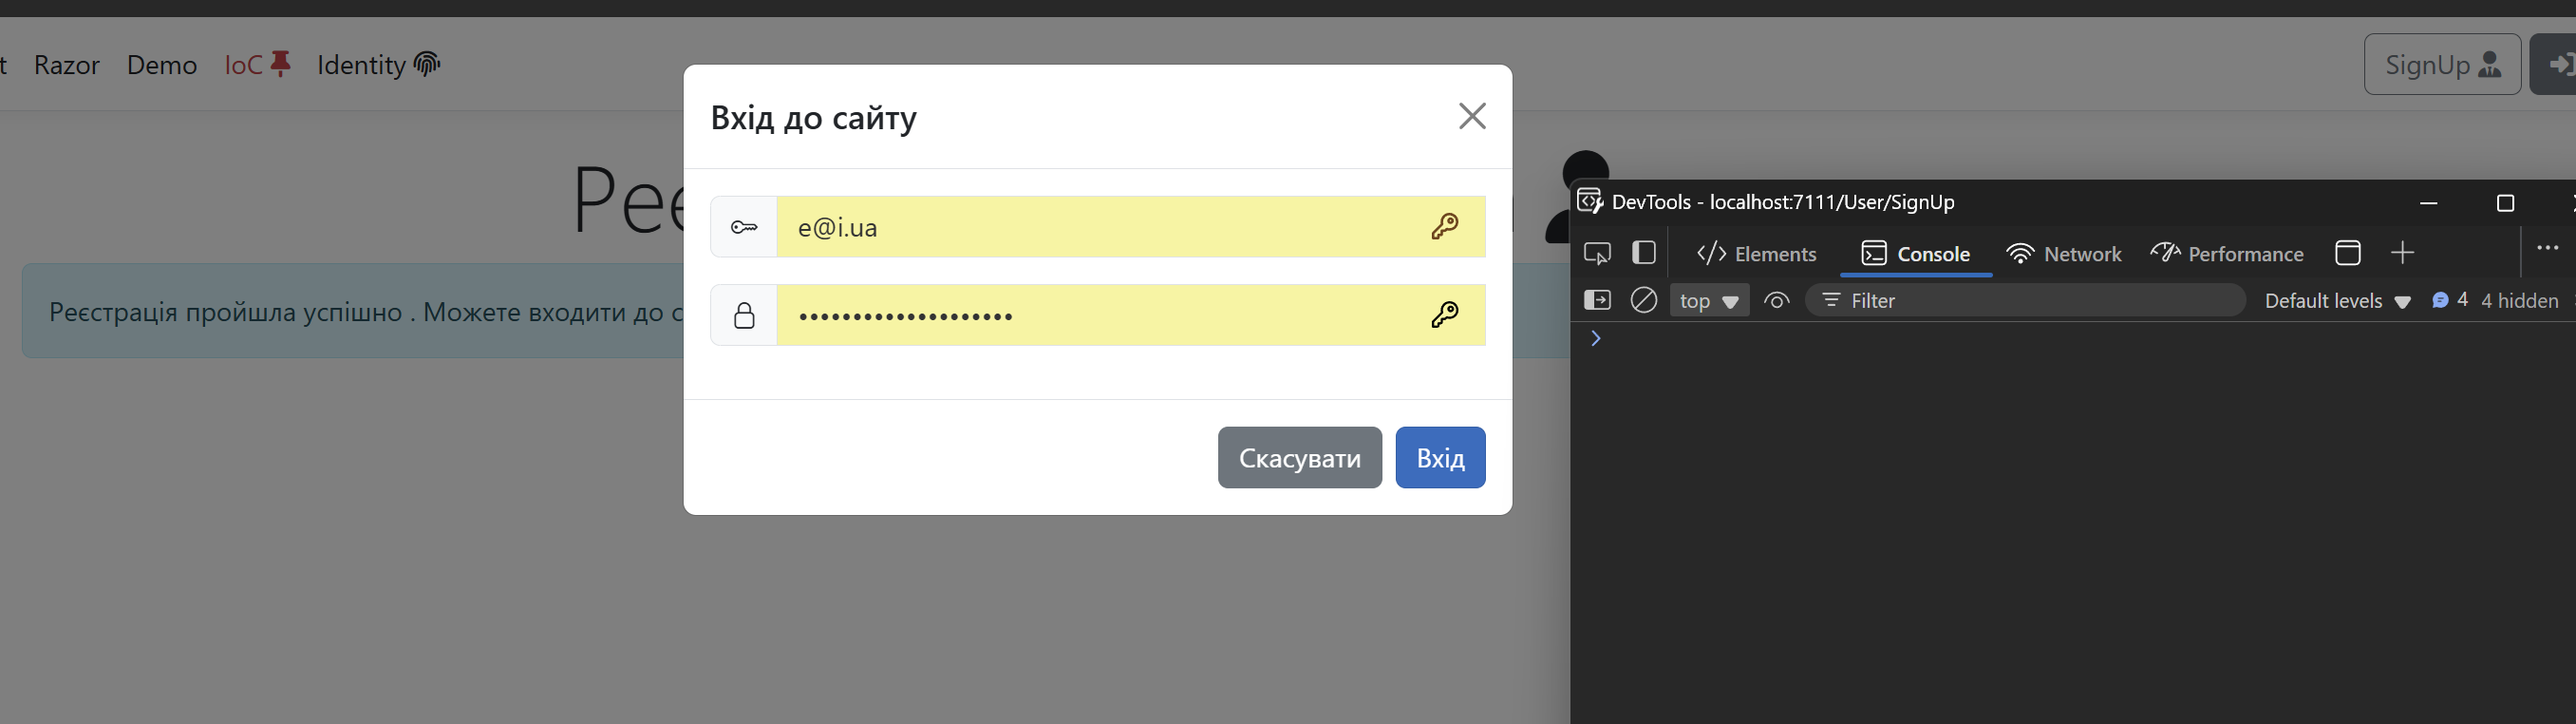 t Razor Demo IoC Identity
SignUp
Вхід до сайту
e@i.ua
••••••••••••••••••••
Скасувати Вхід
Рее
Реєстрація пройшла успішно . Можете входити до с
DevTools - localhost:7111/User/SignUp
Elements Console Network Performance
top Filter Default levels 4 4 hidden